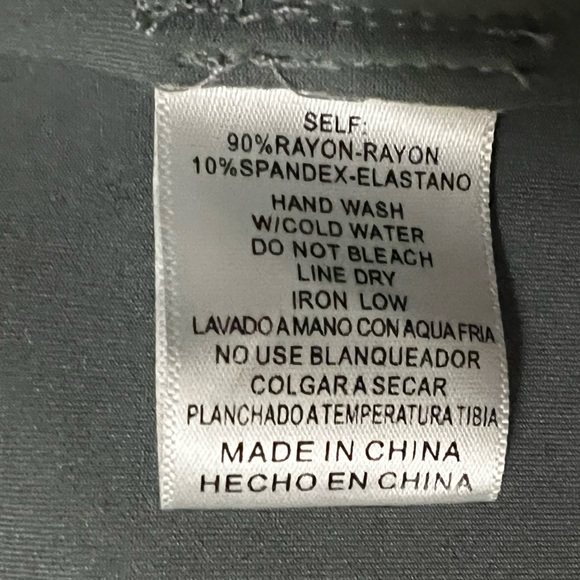 SELF:
90%RAYON-RAYON
10%SPANDEX-ELASTANO
HAND WASH
W/COLD WATER
DO NOT BLEACH
LINE DRY
IRON LOW
LAVADO A MANO CON AQUA FRIA
NO USE BLANQUEADOR
COLGAR A SECAR
PLANCHADO A TEMPERATURA TIBIA
MADE IN CHINA
HECHO EN CHINA